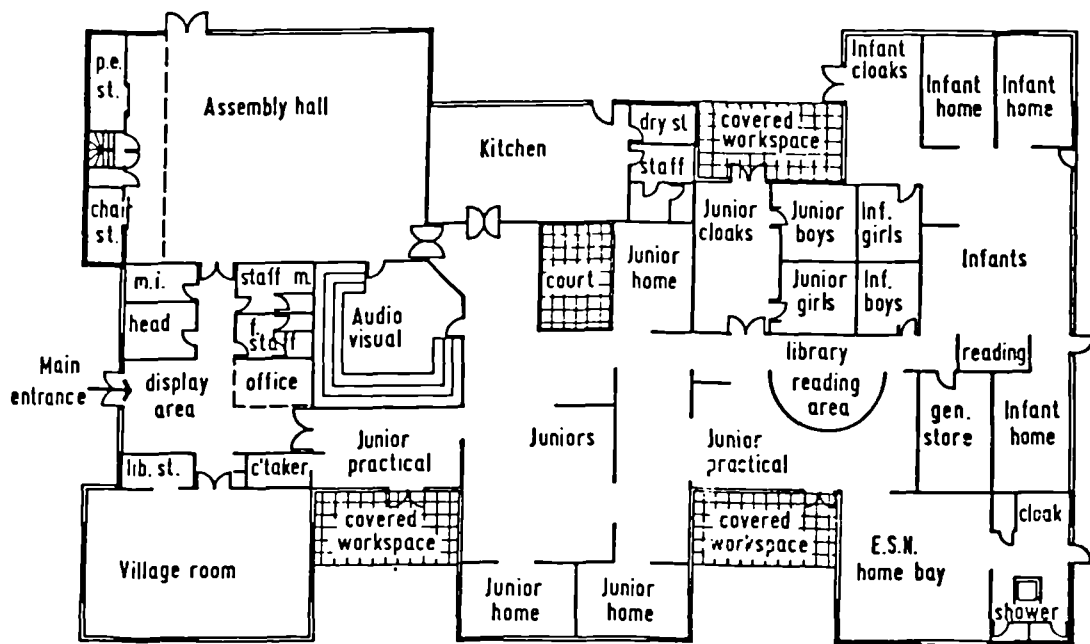 p.e.
st.
Assembly hall
chair
st.
Kitchen
dry st
staff
covered
workspace
Infant
cloaks
Infant
home
Infant
home
Junior
cloaks
Junior
boys
Inf.
girls
Junior
girls
Inf.
boys
Infants
court
Junior
home
m.i.
staff m.
head
f.
staff
Audio
visual
Main
entrance
display
area
office
library
reading
area
reading
gen.
store
Infant
home
Junior
practical
Juniors
Junior
practical
lib. st.
c'taker
covered
workspace
covered
workspace
cloak
Village room
Junior
home
Junior
home
E.S.N.
home bay
shower